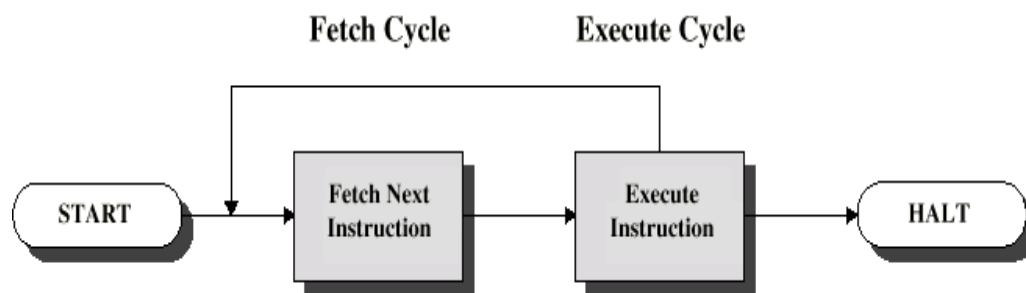 Fetch Cycle
Execute Cycle
START
Fetch Next
Instruction
Execute
Instruction
HALT